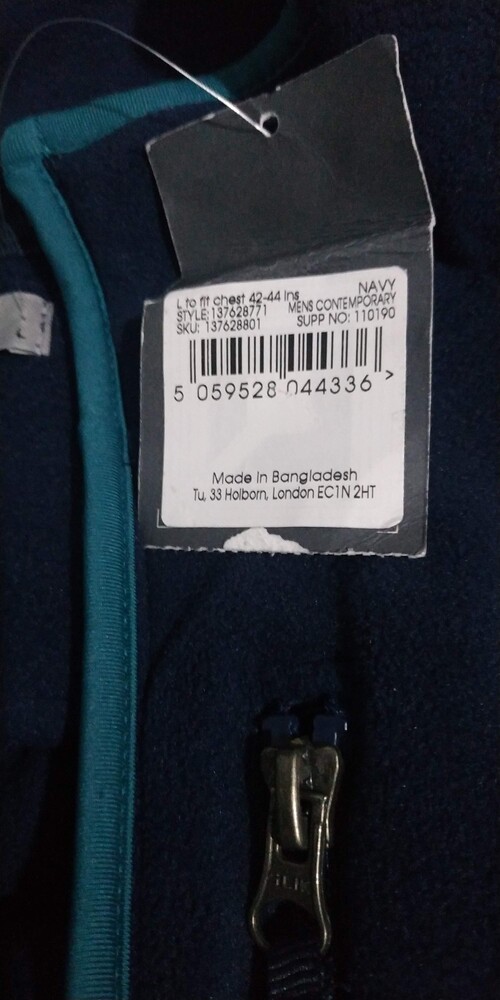 L to fit chest 42-44 Ins NAVY
STYLE:137628771 MENS CONTEMPORARY
SKU: 137628801 SUPP NO: 110190
5 059528 044336 >
Made in Bangladesh
Tu, 33 Holborn, London EC1N 2HT